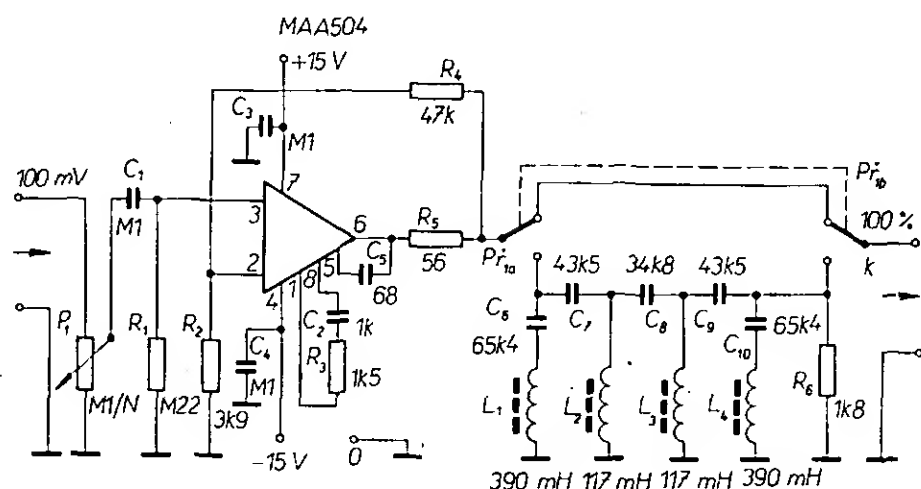 MAA504
+15 V
R4
47k
C3
M1
7
Př1b
100 mV
C1
M1
3
6
R5
56
Př1a
100 %
k
2
4
1
8
5
C5
68
43k5
34k8
43k5
C6
65k4
C7
C8
C9
C10
65k4
P1
M1/N
R1
M22
R2
3k9
C4
M1
C2
1k
R3
1k5
-15 V
0
L1
L2
L3
L4
R6
1k8
390 mH
117 mH
117 mH
390 mH